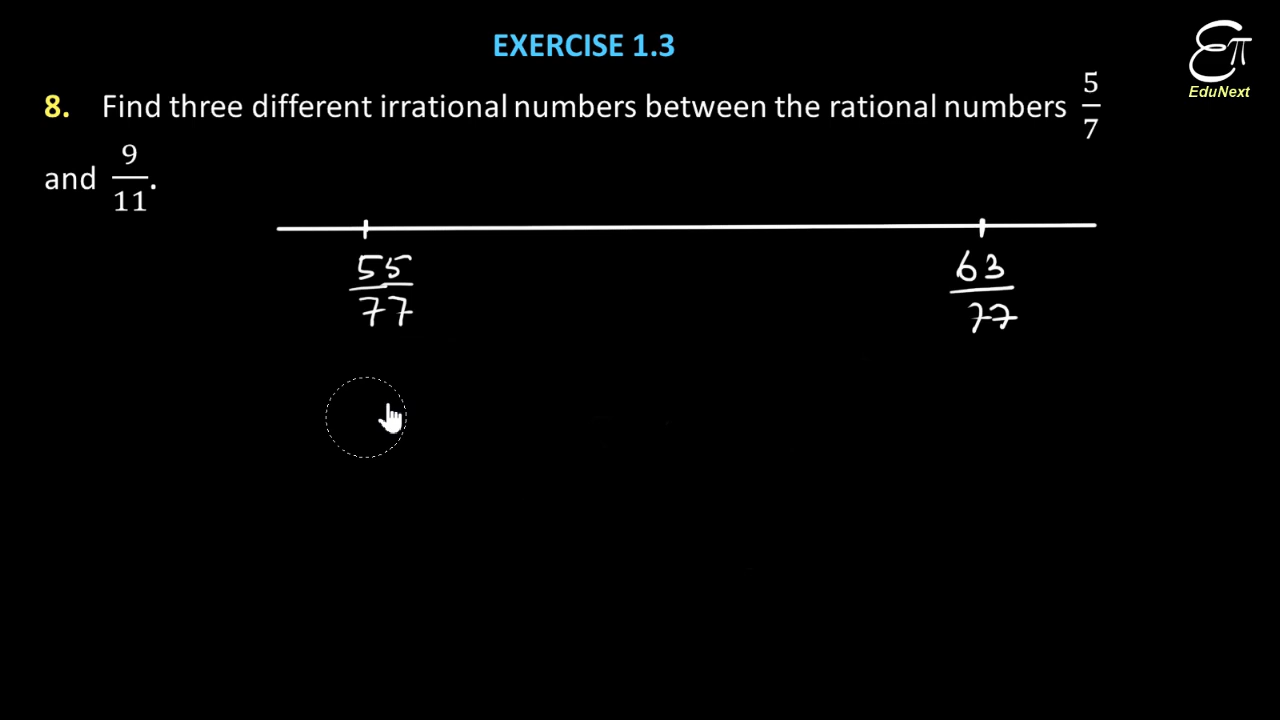 EXERCISE 1.3
επ
EduNext
8. Find three different irrational numbers between the rational numbers 5/7
and 9/11.
55/77 63/77